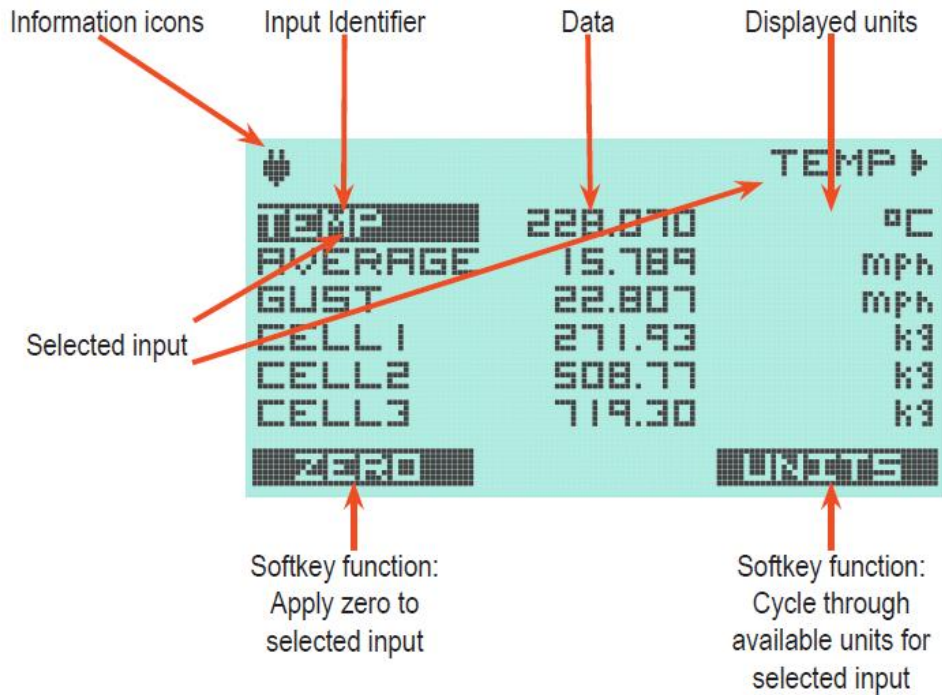 Information icons Input Identifier Data Displayed units
TEMP
TEMP 228.070 ºC
AVERAGE 15.789 mph
GUST 22.807 mph
CELL1 271.93 kg
Selected input
CELL2 508.77 kg
CELL3 719.30 kg
ZERO UNITS
Softkey function:
Apply zero to
selected input
Softkey function:
Cycle through
available units for
selected input